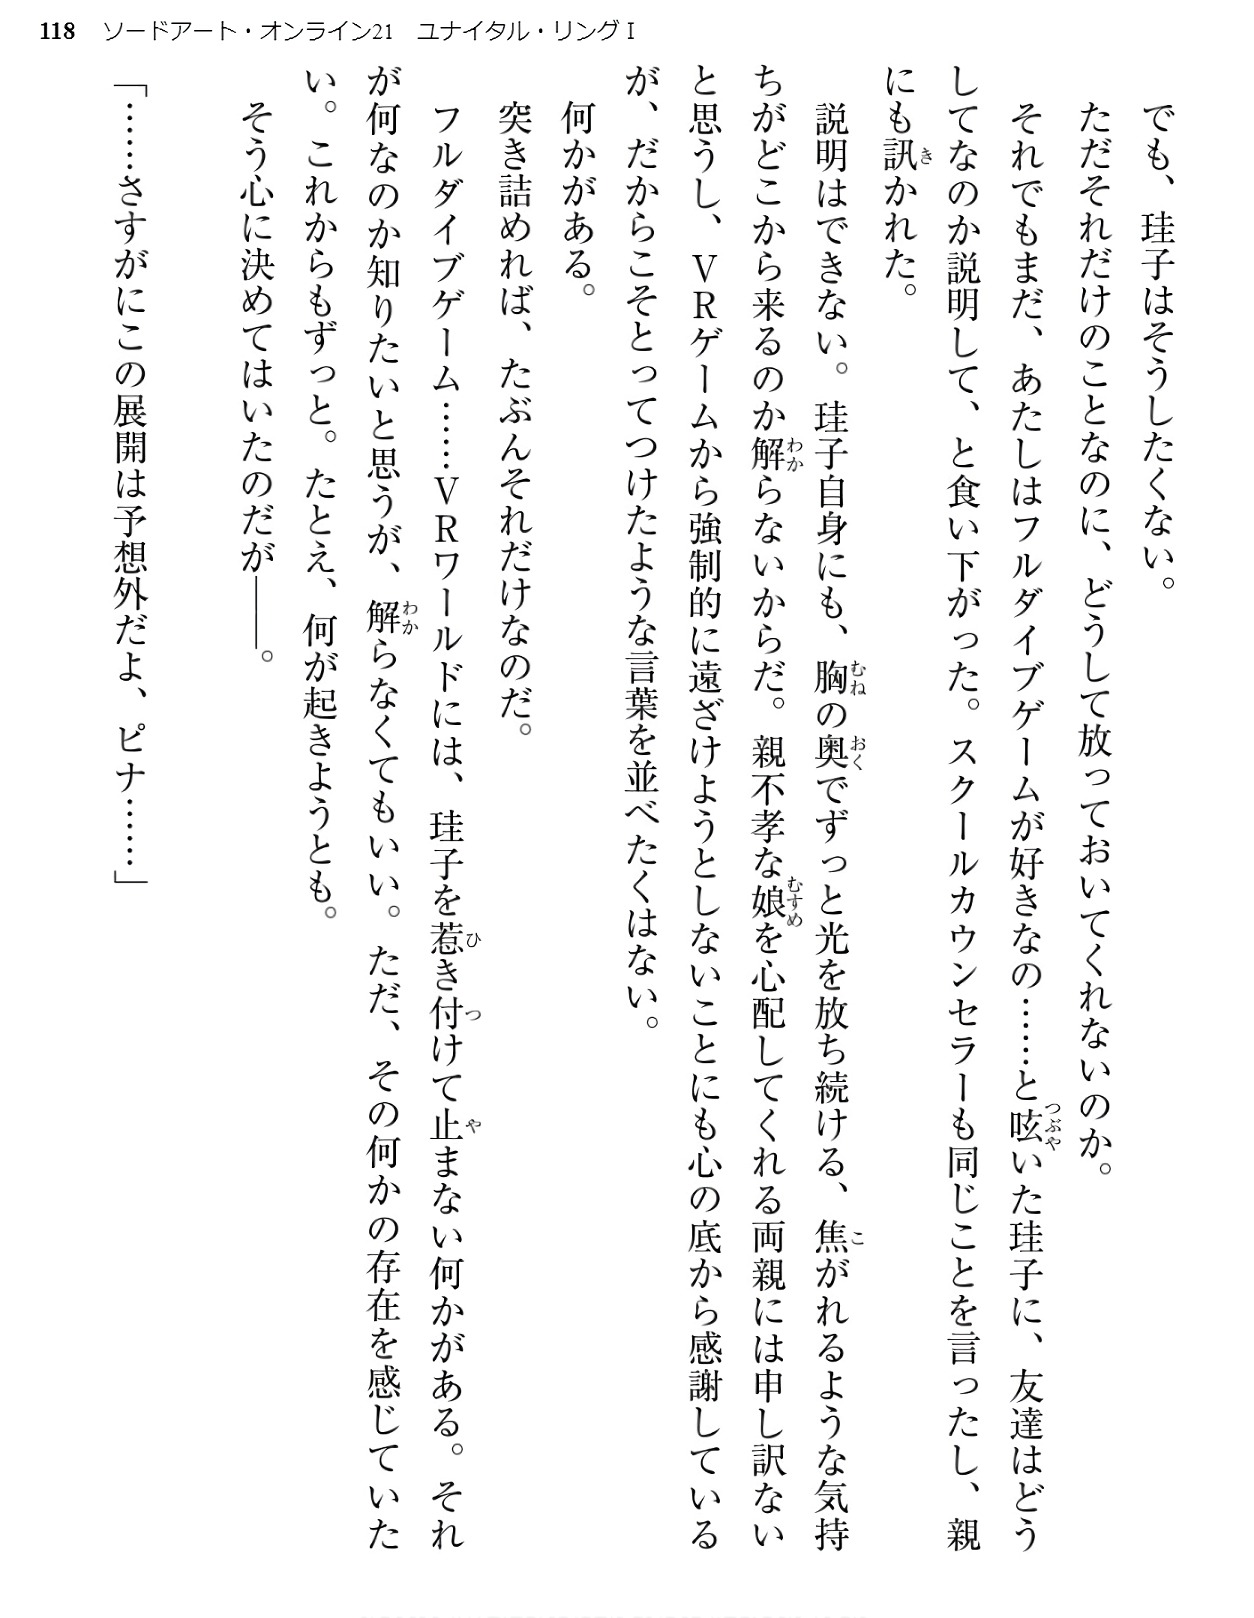 118 ソードアート・オンライン21 ユナイタル・リングⅠ
でも、珪子はそうしたくない。
ただそれだけのことなのに、どうして放っておいてくれないのか。
それでもまだ、あたしはフルダイブゲームが好きなの……と呟いた珪子に、友達はどう
してなのか説明して、と食い下がった。スクールカウンセラーも同じことを言ったし、親
にも訊かれた。
説明はできない。珪子自身にも、胸の奥でずっと光を放ち続ける、焦がれるような気持
ちがどこから来るのか解らないからだ。親不孝な娘を心配してくれる両親には申し訳ない
と思うし、VRゲームから強制的に遠ざけようとしないことにも心の底から感謝している
が、だからこそとってつけたような言葉を並べたくはない。
何かがある。
突き詰めれば、たぶんそれだけなのだ。
フルダイブゲーム……VRワールドには、珪子を惹き付けて止まない何かがある。それ
が何なのか知りたいと思うが、解らなくてもいい。ただ、その何かの存在を感じていた
い。これからもずっと。たとえ、何が起きようとも。
そう心に決めてはいたのだが――。
「……さすがにこの展開は予想外だよ、ピナ……」